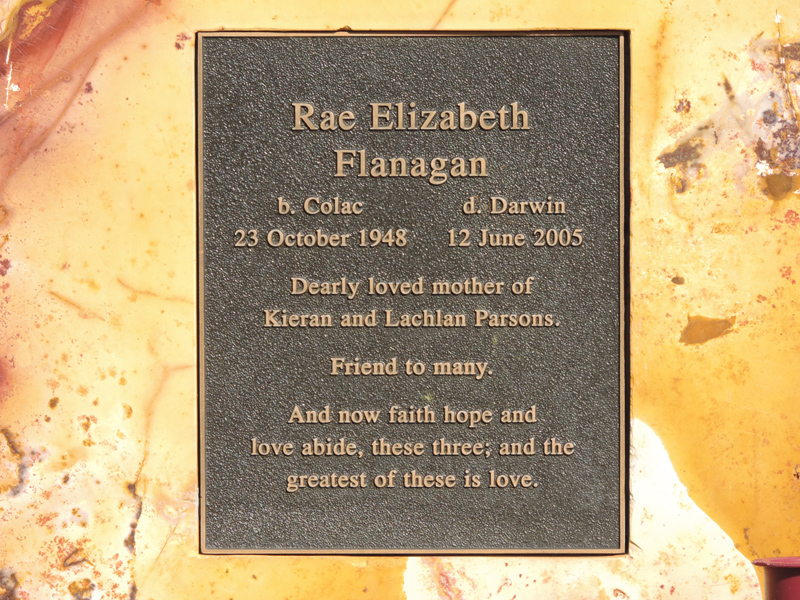 Rae Elizabeth
Flanagan
b. Colac d. Darwin
23 October 1948 12 June 2005
Dearly loved mother of
Kieran and Lachlan Parsons.
Friend to many.
And now faith hope and
love abide, these three; and the
greatest of these is love.